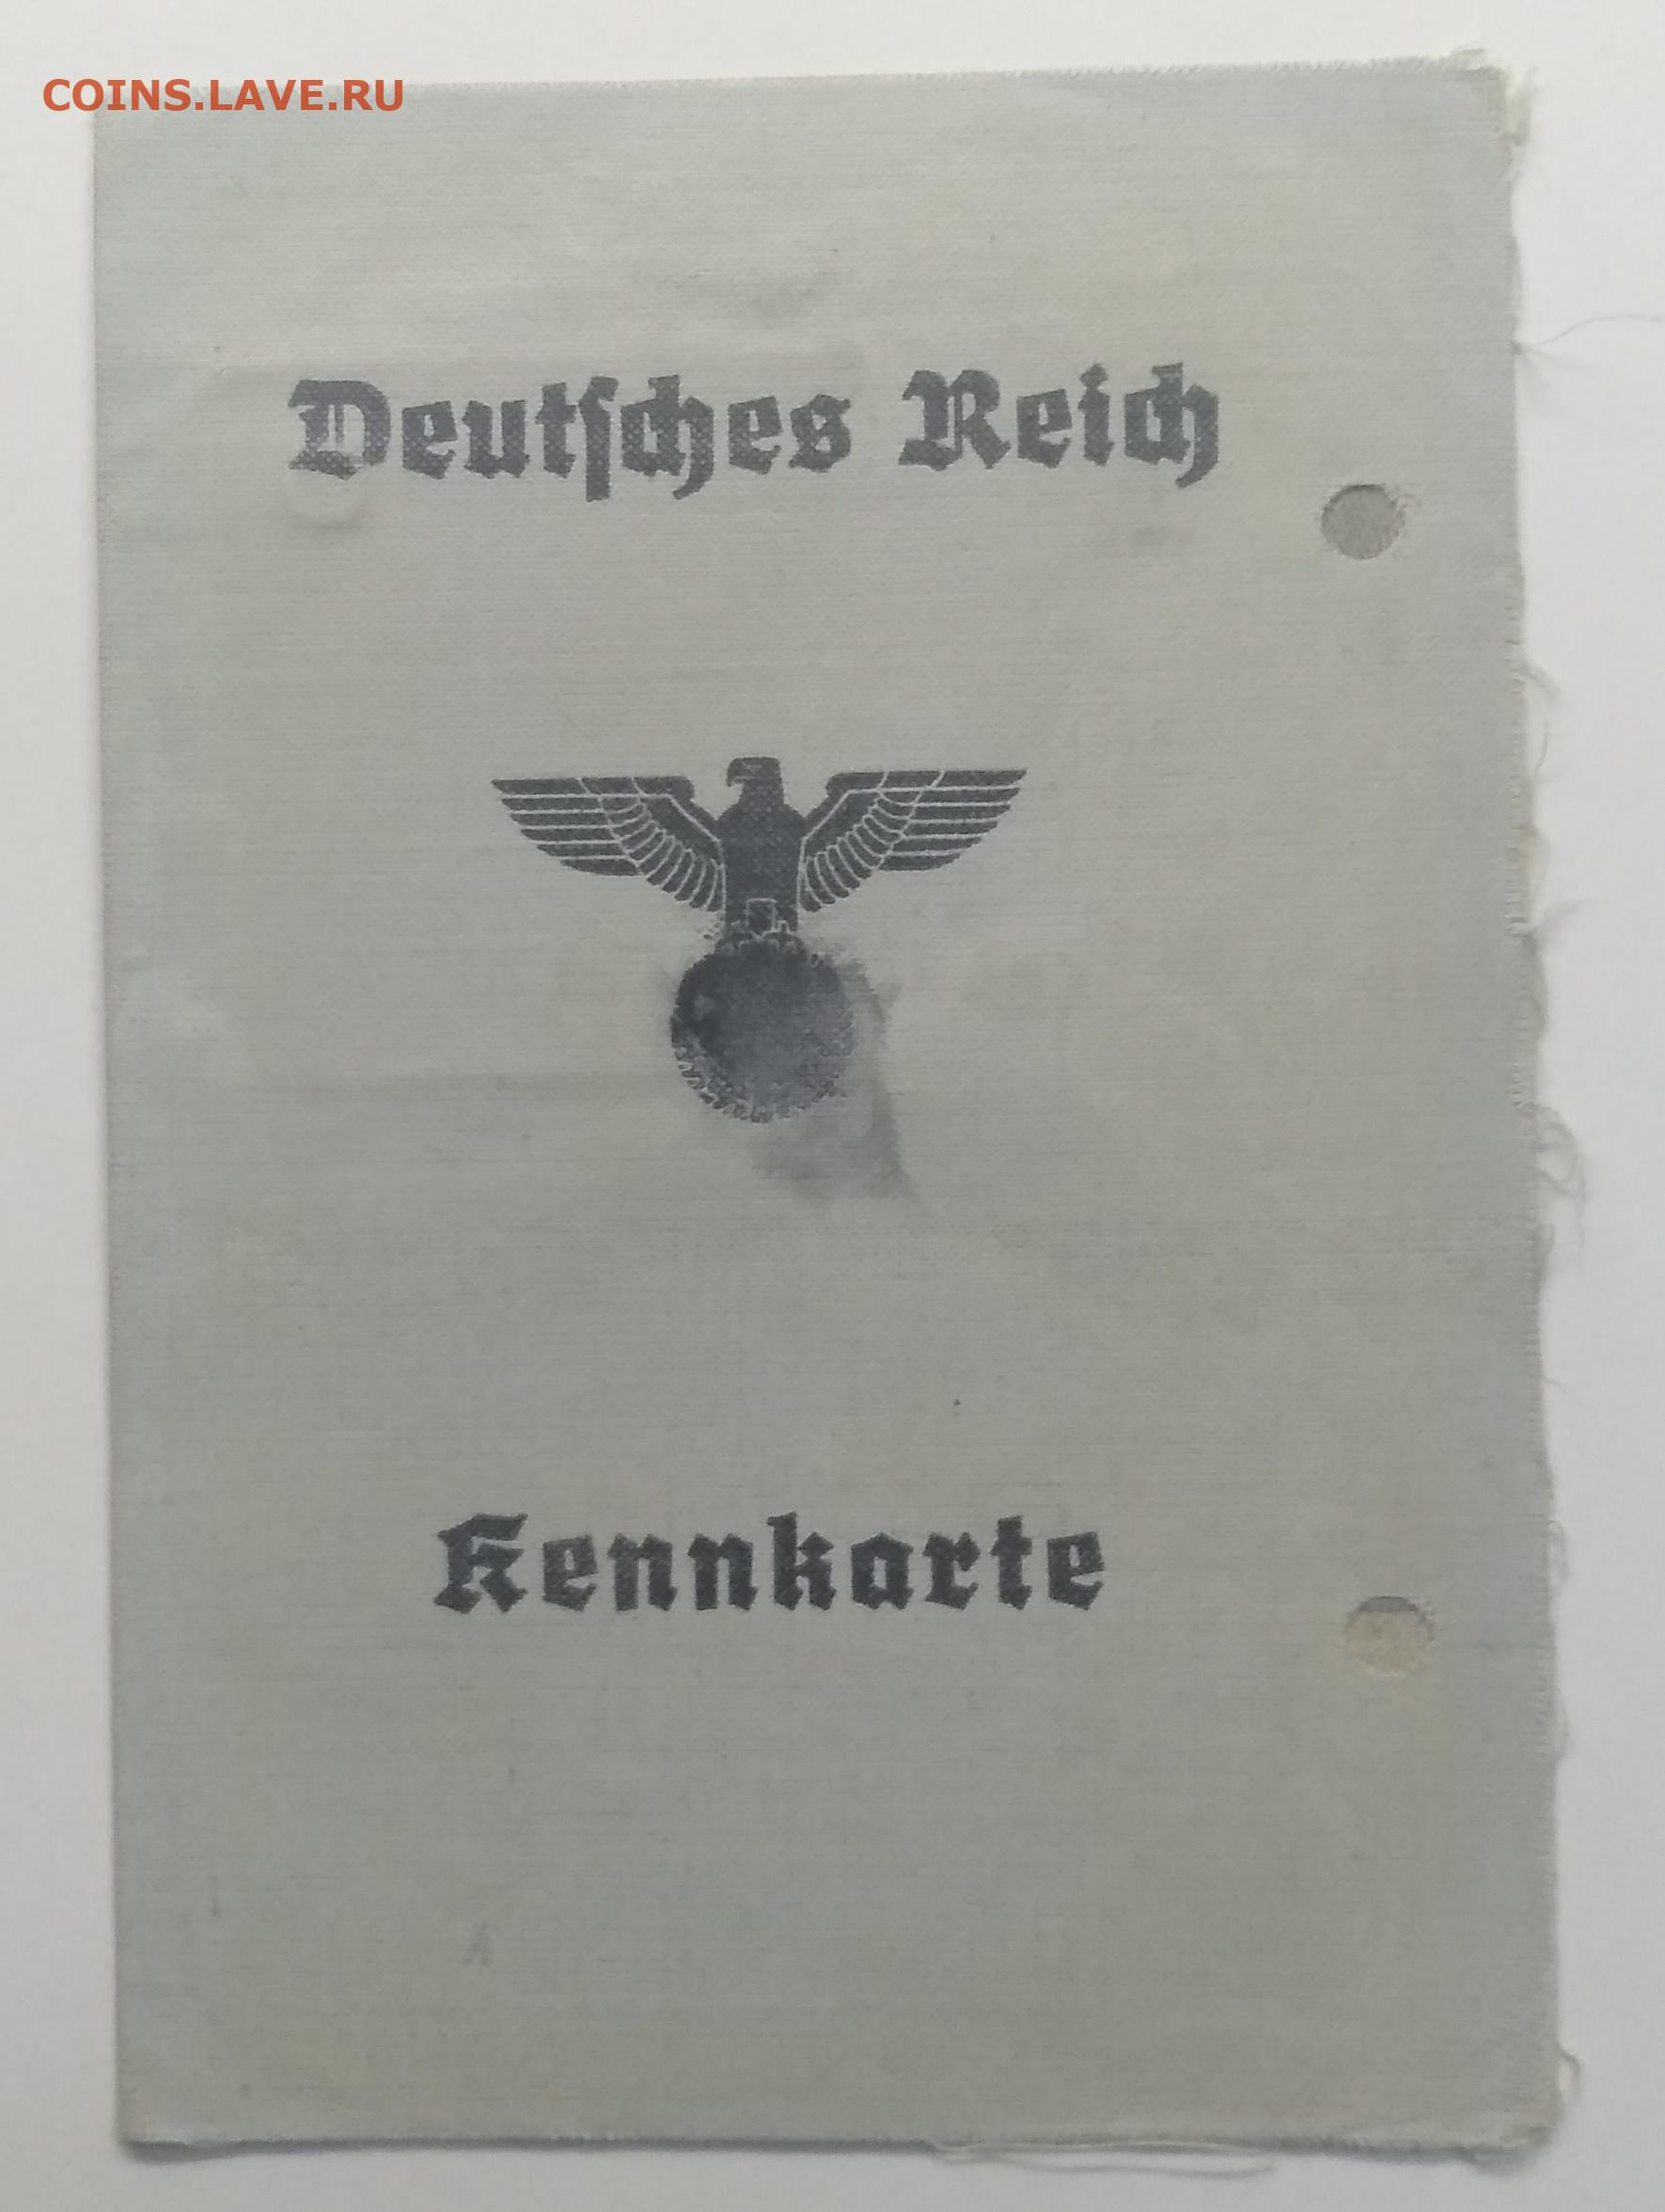 COINS.LAVE.RU
Deutſches Reich
Kennkarte